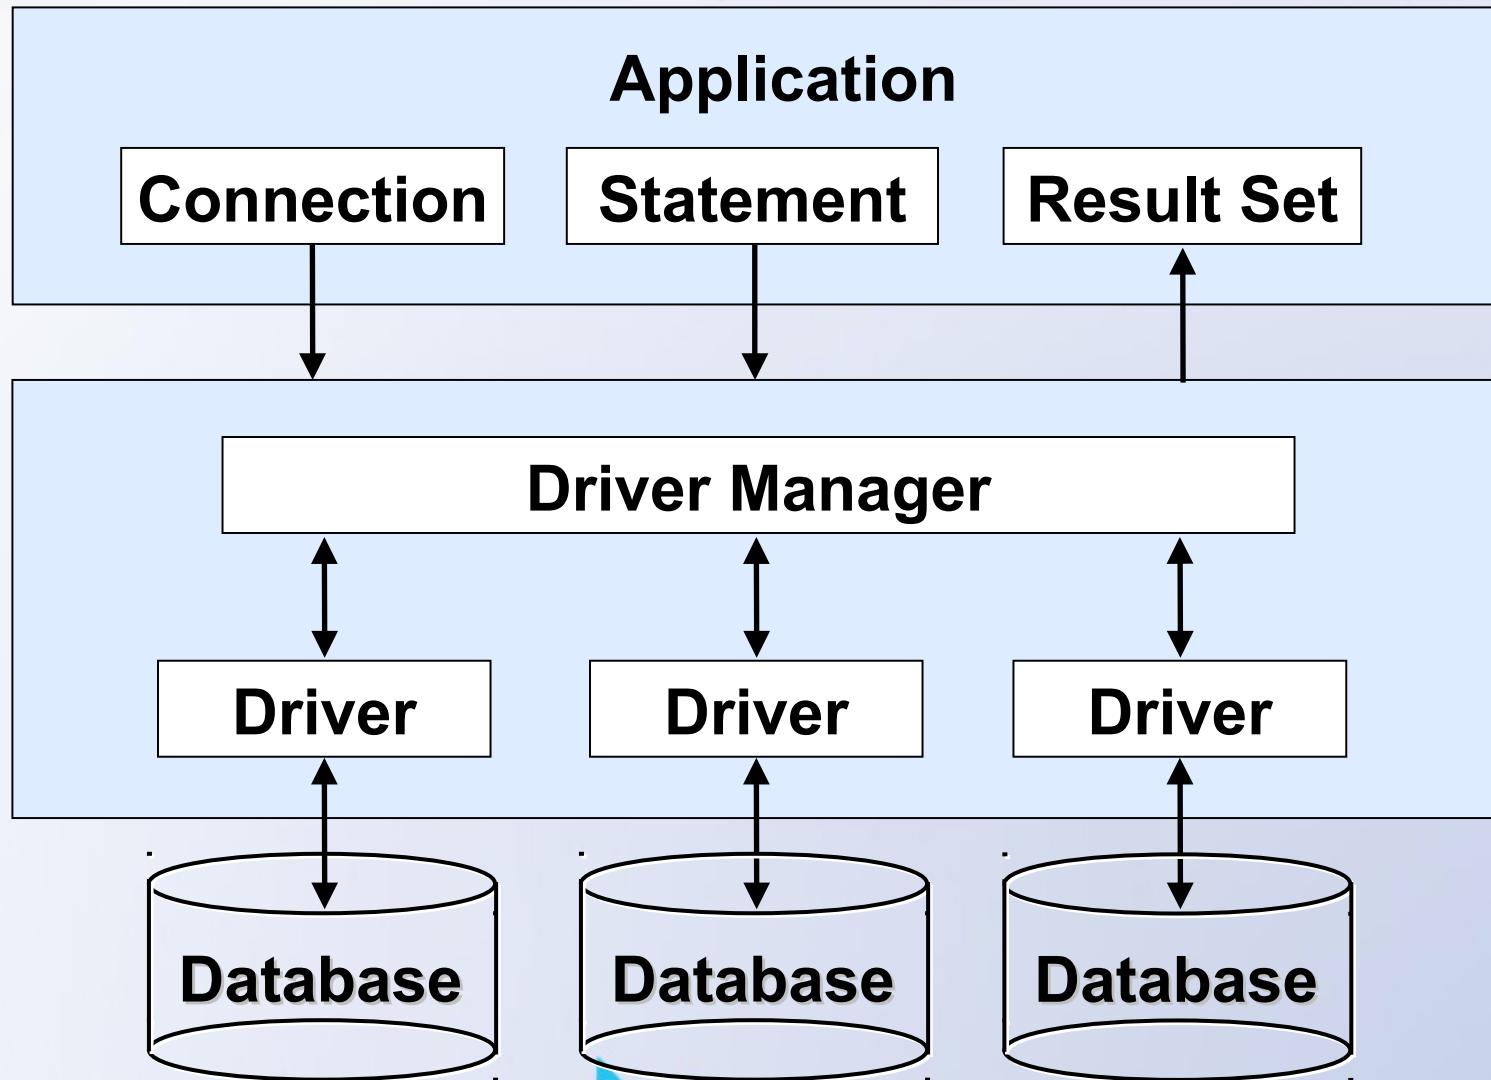 Application
Connection Statement Result Set
Driver Manager
Driver Driver Driver
Database Database Database